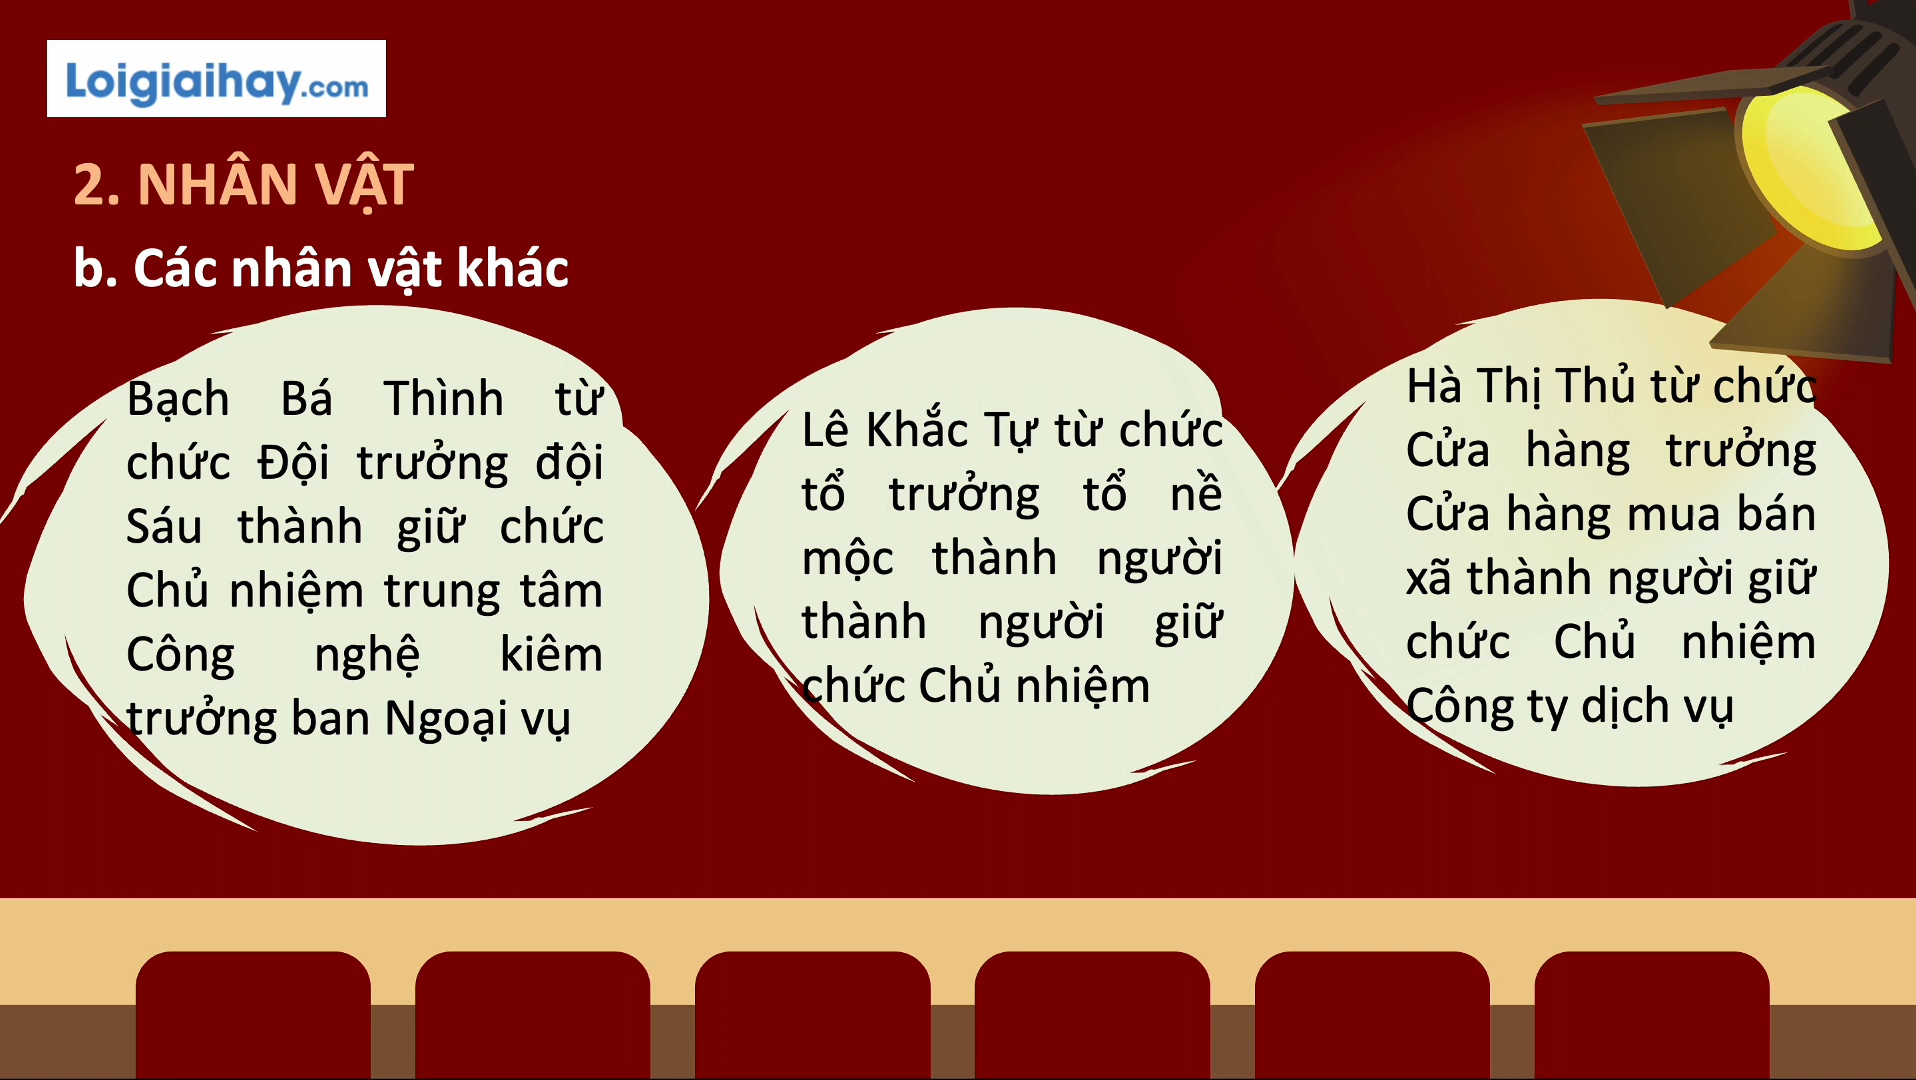 Loigiaihay.com
2. NHÂN VẬT
b. Các nhân vật khác
Bạch Bá Thình từ
chức Đội trưởng đội
Sáu thành giữ chức
Chủ nhiệm trung tâm
Công nghệ kiêm
trưởng ban Ngoại vụ
Lê Khắc Tự từ chức
tổ trưởng tổ nề
mộc thành người
thành người giữ
chức Chủ nhiệm
Hà Thị Thủ từ chức
Cửa hàng trưởng
Cửa hàng mua bán
xã thành người giữ
chức Chủ nhiệm
Công ty dịch vụ